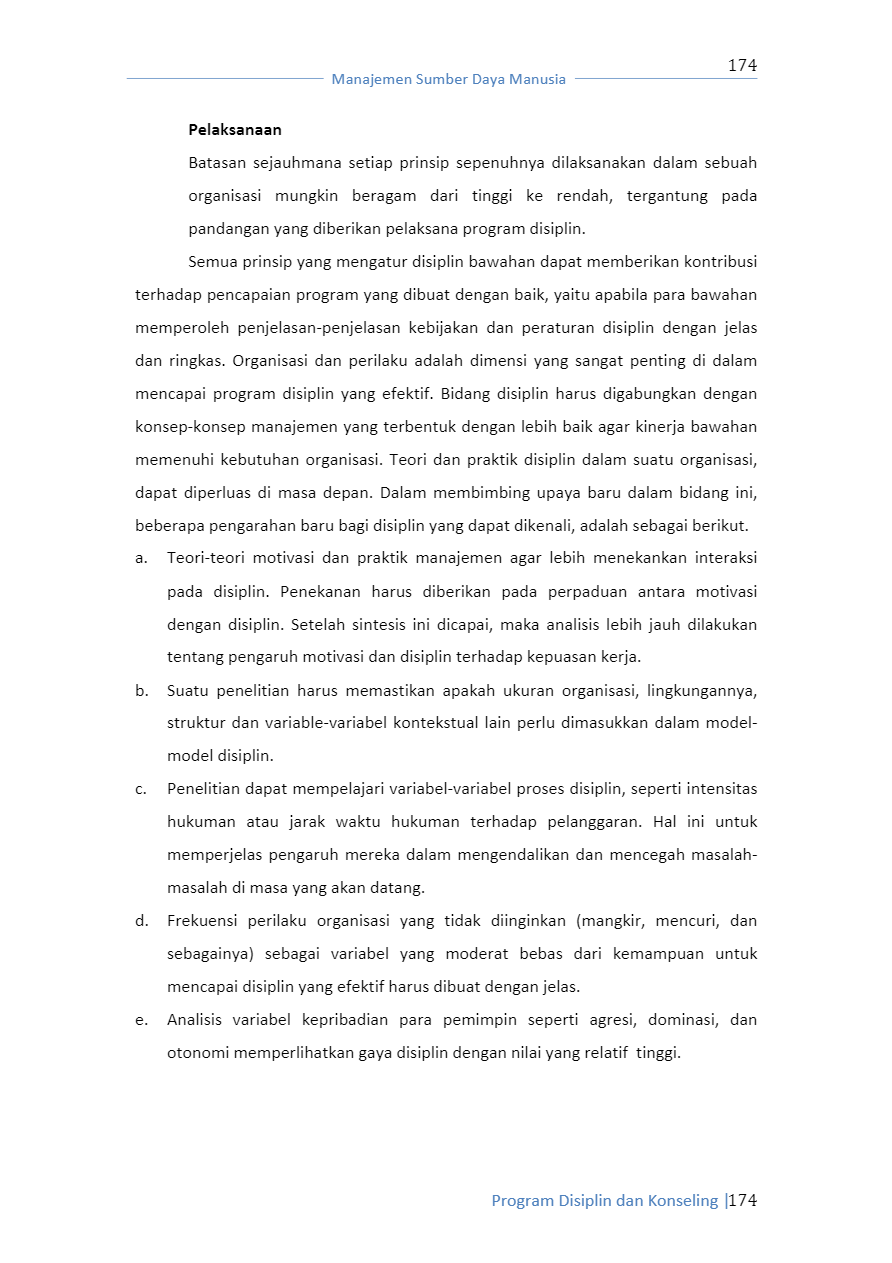 174
Manajemen Sumber Daya Manusia
Pelaksanaan
Batasan sejauhmana setiap prinsip sepenuhnya dilaksanakan dalam sebuah
organisasi mungkin beragam dari tinggi ke rendah, tergantung pada
pandangan yang diberikan pelaksana program disiplin.
Semua prinsip yang mengatur disiplin bawahan dapat memberikan kontribusi
terhadap pencapaian program yang dibuat dengan baik, yaitu apabila para bawahan
memperoleh penjelasan-penjelasan kebijakan dan peraturan disiplin dengan jelas
dan ringkas. Organisasi dan perilaku adalah dimensi yang sangat penting di dalam
mencapai program disiplin yang efektif. Bidang disiplin harus digabungkan dengan
konsep-konsep manajemen yang terbentuk dengan lebih baik agar kinerja bawahan
memenuhi kebutuhan organisasi. Teori dan praktik disiplin dalam suatu organisasi,
dapat diperluas di masa depan. Dalam membimbing upaya baru dalam bidang ini,
beberapa pengarahan baru bagi disiplin yang dapat dikenali, adalah sebagai berikut.
a. Teori-teori motivasi dan praktik manajemen agar lebih menekankan interaksi
pada disiplin. Penekanan harus diberikan pada perpaduan antara motivasi
dengan disiplin. Setelah sintesis ini dicapai, maka analisis lebih jauh dilakukan
tentang pengaruh motivasi dan disiplin terhadap kepuasan kerja.
b. Suatu penelitian harus memastikan apakah ukuran organisasi, lingkungannya,
struktur dan variable-variabel kontekstual lain perlu dimasukkan dalam model-
model disiplin.
c. Penelitian dapat mempelajari variabel-variabel proses disiplin, seperti intensitas
hukuman atau jarak waktu hukuman terhadap pelanggaran. Hal ini untuk
memperjelas pengaruh mereka dalam mengendalikan dan mencegah masalah-
masalah di masa yang akan datang.
d. Frekuensi perilaku organisasi yang tidak diinginkan (mangkir, mencuri, dan
sebagainya) sebagai variabel yang moderat bebas dari kemampuan untuk
mencapai disiplin yang efektif harus dibuat dengan jelas.
e. Analisis variabel kepribadian para pemimpin seperti agresi, dominasi, dan
otonomi memperlihatkan gaya disiplin dengan nilai yang relatif tinggi.
Program Disiplin dan Konseling |174